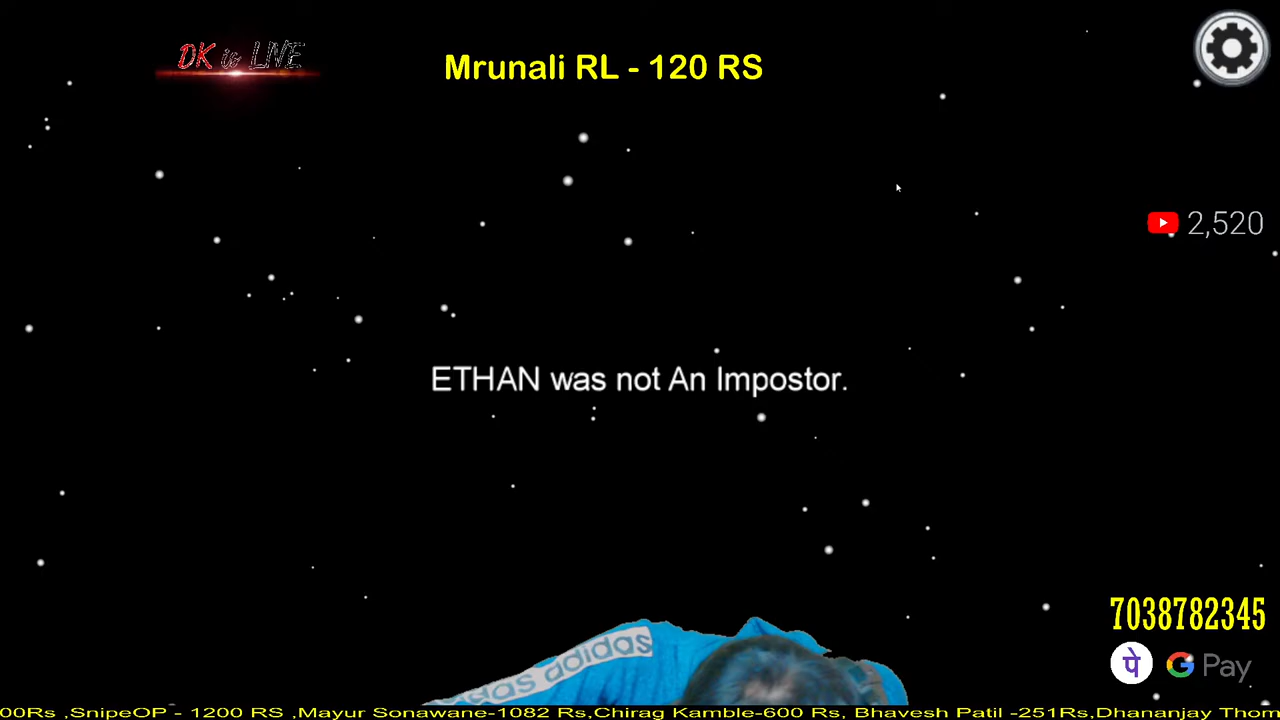 DK is LIVE
Mrunali RL - 120 RS
2,520
ETHAN was not An Impostor.
adidas adidas
7038782345
पे G Pay
00Rs ,SnipeOP - 1200 RS ,Mayur Sonawane-1082 Rs,Chirag Kamble-600 Rs, Bhavesh Patil -251Rs,Dhananjay Thom